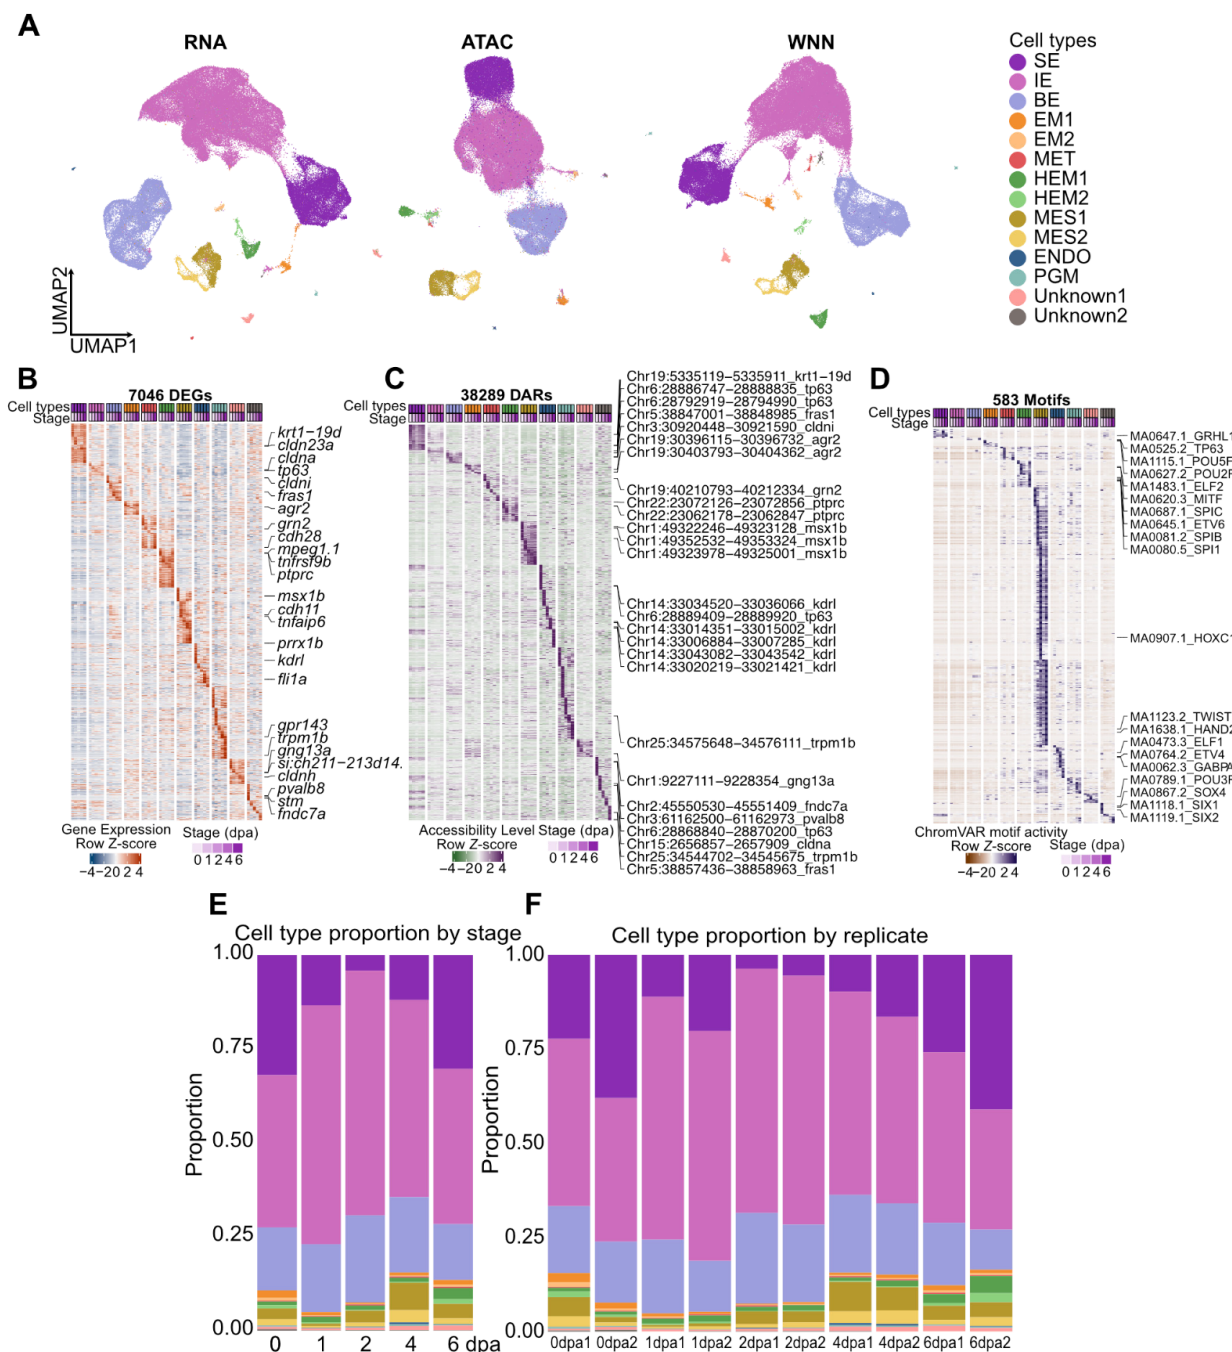 A
RNA
ATAC
WNN
Cell types
SE
IE
BE
EM1
EM2
MET
HEM1
HEM2
MES1
MES2
ENDO
PGM
Unknown1
Unknown2
UMAP2
UMAP1
B
7046 DEGs
Cell types
Stage
krt1−19d
cldn23a
cldna
tp63
cldni
fras1
agr2
grn2
cdh28
mpeg1.1
tnfrsf9b
ptprc
msx1b
cdh11
tnfaip6
prrx1b
kdrl
fli1a
gpr143
trpm1b
gng13a
si:ch211−213d14.
cldnh
pvalb8
stm
fndc7a
Gene Expression
Row Z−score
−4−20 2 4
Stage (dpa)
0 1 2 4 6
C
38289 DARs
Cell types
Stage
Chr19:5335119−5335911_krt1−19d
Chr6:28886747−28888835_tp63
Chr6:28792919−28794990_tp63
Chr5:38847001−38848985_fras1
Chr3:30920448−30921590_cldni
Chr19:30396115−30396732_agr2
Chr19:30403793−30404362_agr2
Chr19:40210793−40212334_grn2
Chr22:23072126−23072856_ptprc
Chr22:23062178−23062847_ptprc
Chr1:49322246−49323128_msx1b
Chr1:49352532−49353324_msx1b
Chr1:49323978−49325001_msx1b
Chr14:33034520−33036066_kdrl
Chr6:28889409−28889920_tp63
Chr14:33014351−33015002_kdrl
Chr14:33006884−33007285_kdrl
Chr14:33043082−33043542_kdrl
Chr14:33020219−33021421_kdrl
Chr25:34575648−34576111_trpm1b
Chr1:9227111−9228354_gng13a
Chr2:45550530−45551409_fndc7a
Chr3:61162500−61162973_pvalb8
Chr6:28868840−28870200_tp63
Chr15:2656857−2657909_cldna
Chr25:34544702−34545675_trpm1b
Chr5:38857436−38858963_fras1
Accessibility Level
Row Z−score
−4−20 2 4
Stage (dpa)
0 1 2 4 6
D
583 Motifs
Cell types
Stage
MA0647.1_GRHL1
MA0525.2_TP63
MA1115.1_POU5F
MA0627.2_POU2F
MA1483.1_ELF2
MA0620.3_MITF
MA0687.1_SPIC
MA0645.1_ETV6
MA0081.2_SPIB
MA0080.5_SPI1
MA0907.1_HOXC1
MA1123.2_TWIST
MA1638.1_HAND2
MA0473.3_ELF1
MA0764.2_ETV4
MA0062.3_GABPA
MA0789.1_POU3F
MA0867.2_SOX4
MA1118.1_SIX1
MA1119.1_SIX2
ChromVAR motif activity
Row Z−score
−4−20 2 4
Stage (dpa)
0 1 2 4 6
E
Cell type proportion by stage
Proportion
1.00
0.75
0.50
0.25
0.00
0 1 2 4 6 dpa
F
Cell type proportion by replicate
Proportion
1.00
0.75
0.50
0.25
0.00
0dpa1 0dpa2 1dpa1 1dpa2 2dpa1 2dpa2 4dpa1 4dpa2 6dpa1 6dpa2